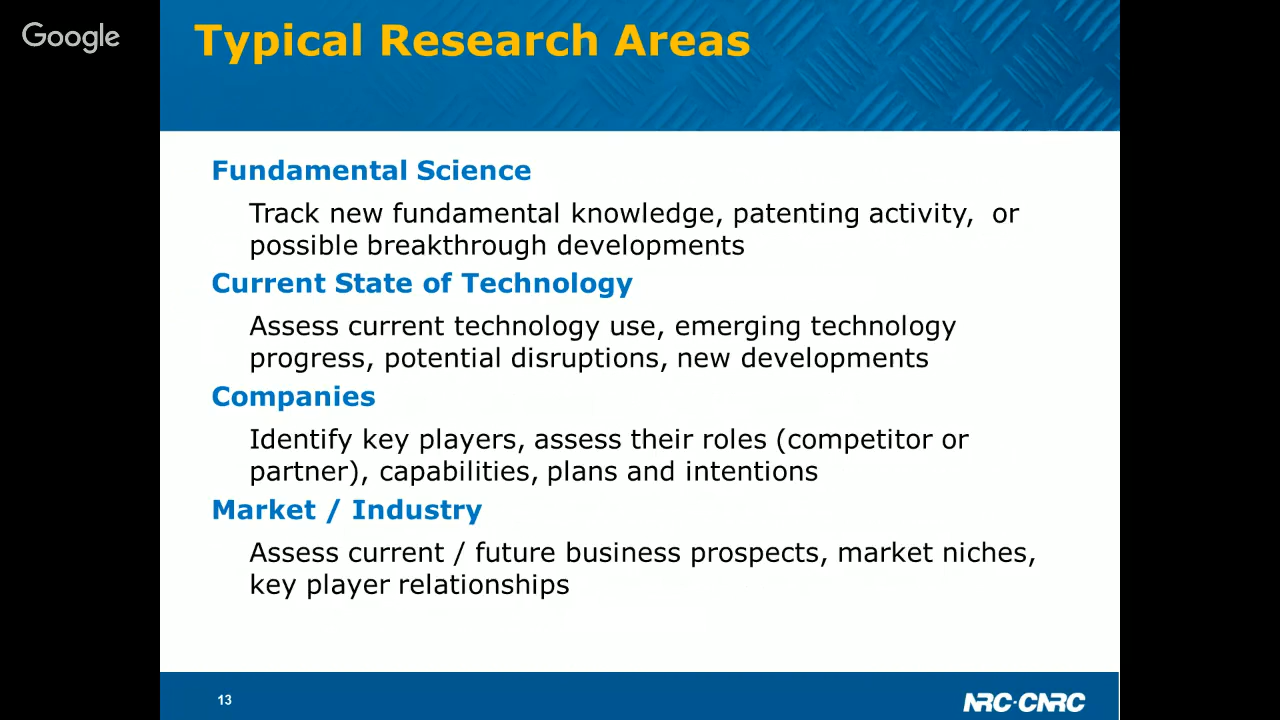 Google
Typical Research Areas
Fundamental Science
Track new fundamental knowledge, patenting activity,  or
possible breakthrough developments
Current State of Technology
Assess current technology use, emerging technology
progress, potential disruptions, new developments
Companies
Identify key players, assess their roles (competitor or
partner), capabilities, plans and intentions
Market / Industry
Assess current / future business prospects, market niches,
key player relationships
13
NRC·CNRC